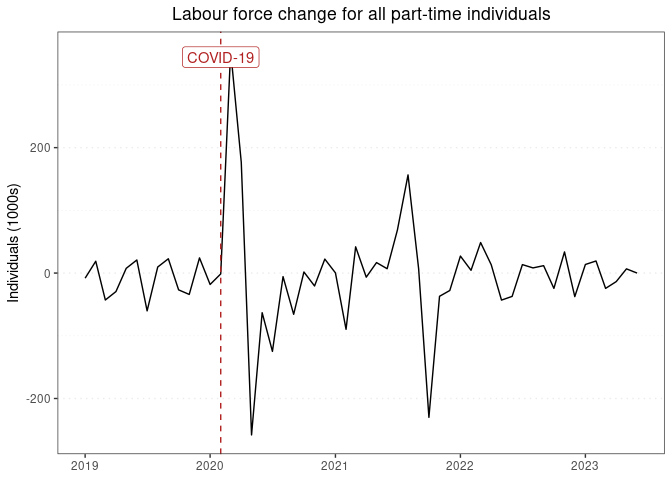 Labour force change for all part-time individuals
COVID-19
Individuals (1000s)
200
0
-200
2019 2020 2021 2022 2023